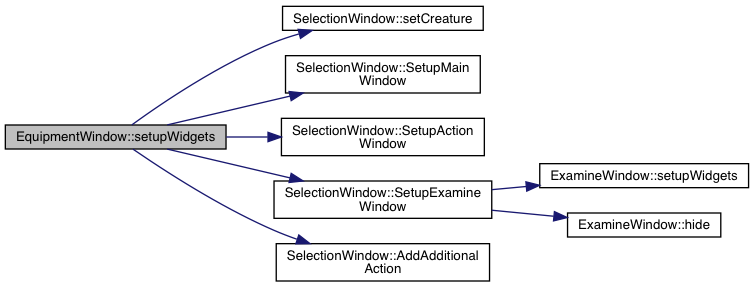 SelectionWindow::setCreature
SelectionWindow::SetupMain
Window
EquipmentWindow::setupWidgets
SelectionWindow::SetupAction
Window
SelectionWindow::SetupExamine
Window
ExamineWindow::setupWidgets
ExamineWindow::hide
SelectionWindow::AddAdditional
Action